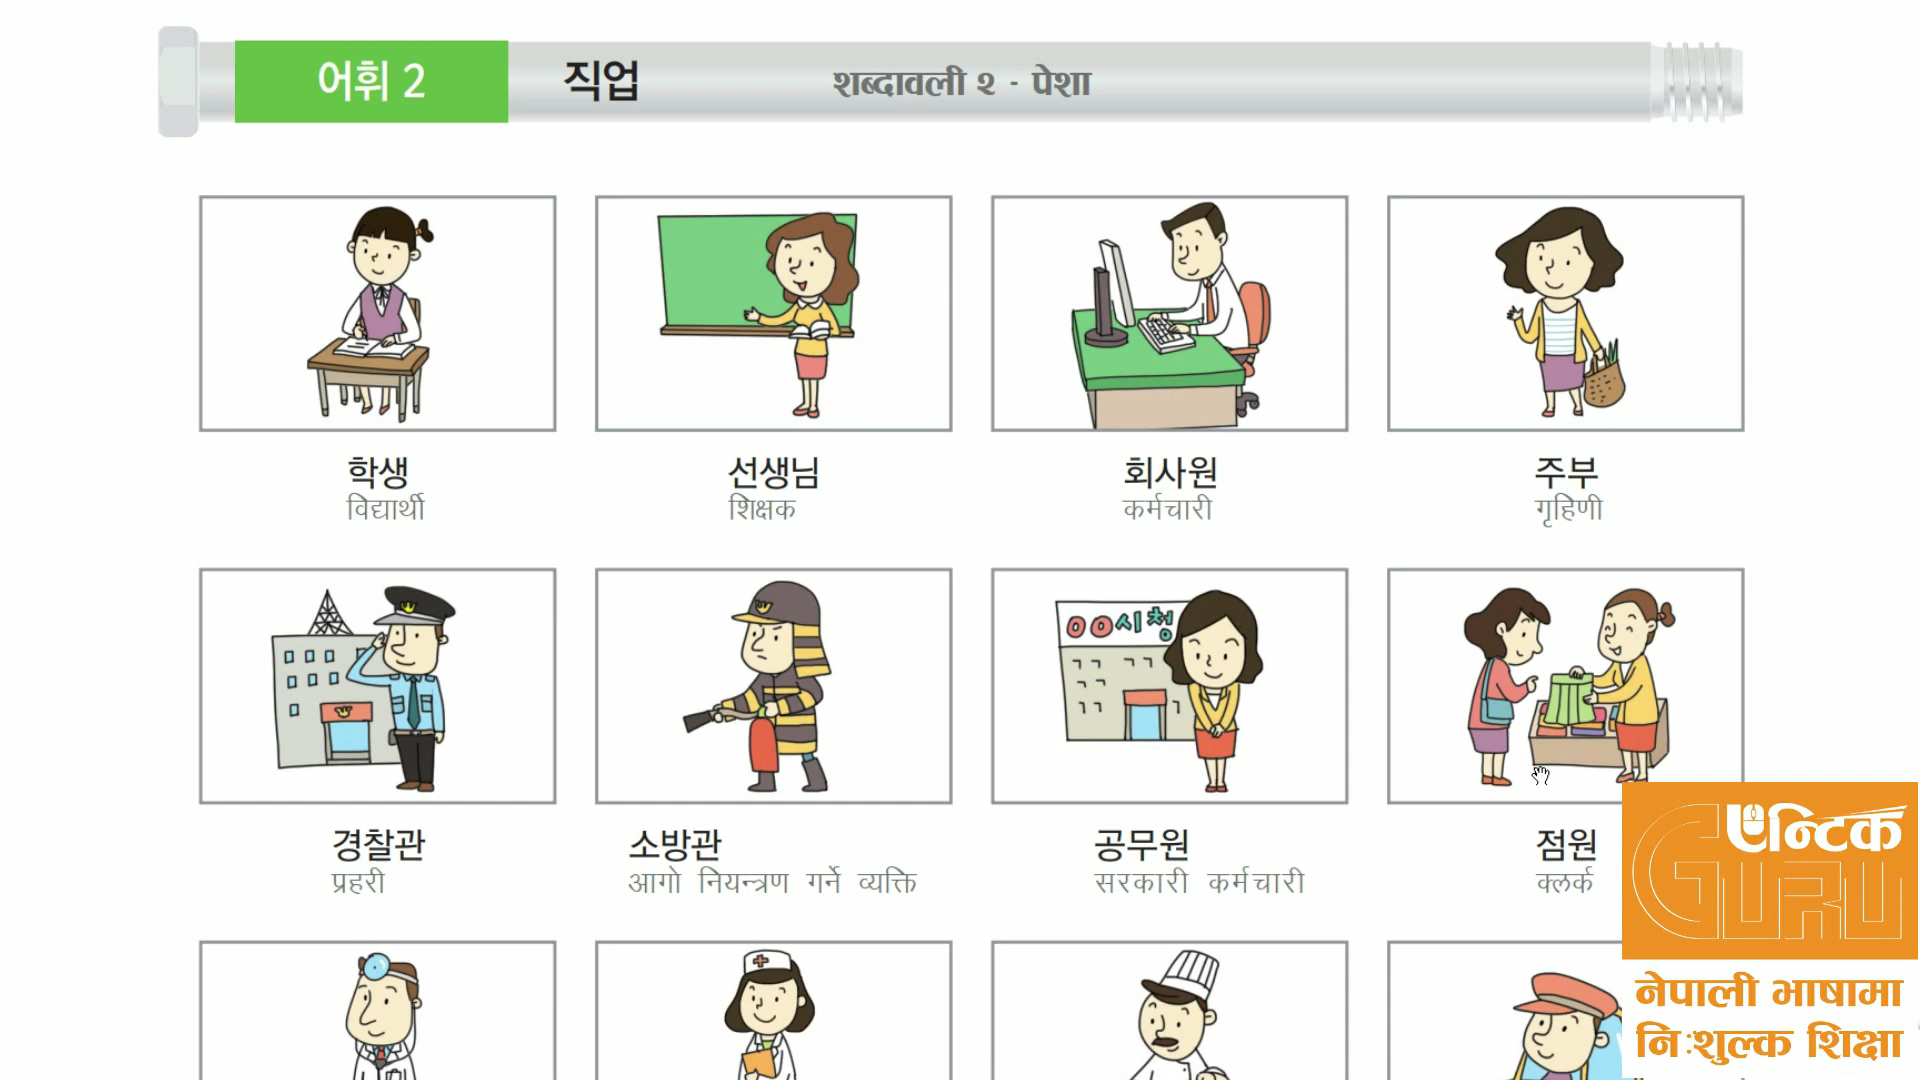 어휘 2
직업
शब्दावली २ - पेशा
학생
선생님
회사원
주부
विद्यार्थी
शिक्षक
कर्मचारी
गृहिणी
00시청
경찰관
소방관
공무원
점원
प्रहरी
आगो नियन्त्रण गर्ने व्यक्ति
सरकारी कर्मचारी
क्लर्क
एन्टिक
GURU
नेपाली भाषामा
नि:शुल्क शिक्षा